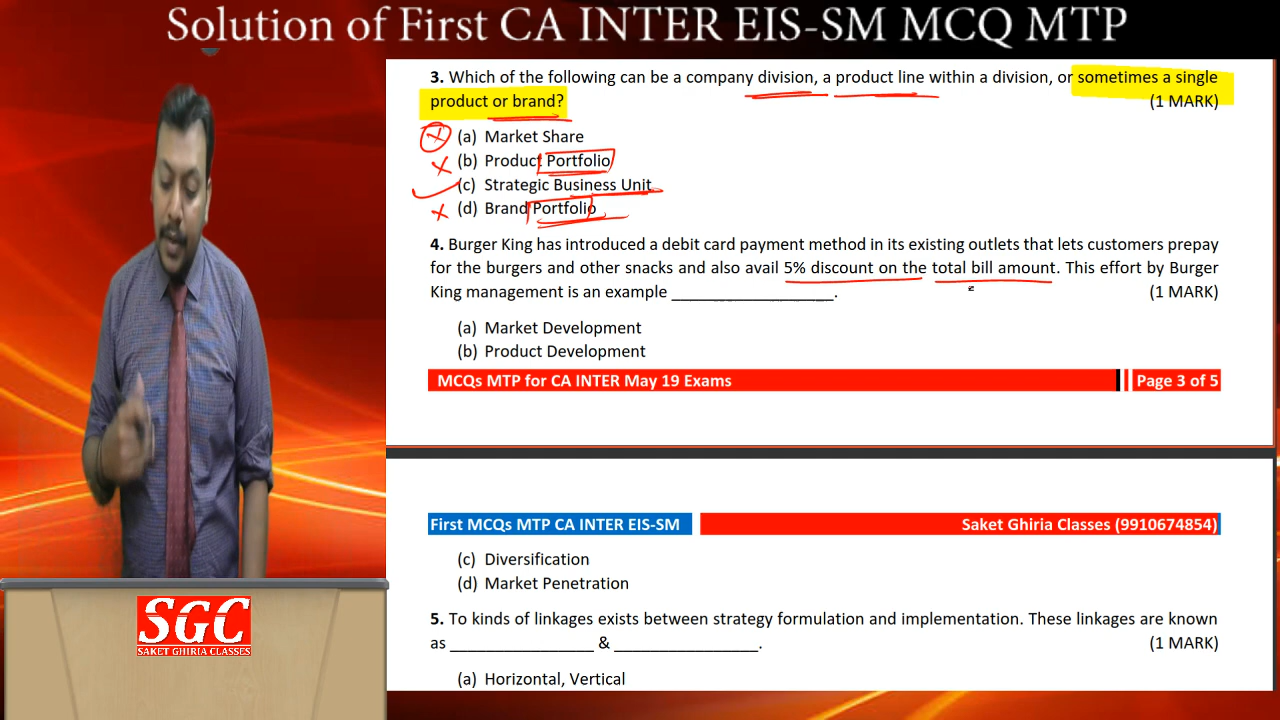 Solution of First CA INTER EIS-SM MCQ MTP
3. Which of the following can be a company division, a product line within a division, or sometimes a single
product or brand? (1 MARK)
(a) Market Share
(b) Product Portfolio
(c) Strategic Business Unit
(d) Brand Portfolio
4. Burger King has introduced a debit card payment method in its existing outlets that lets customers prepay
for the burgers and other snacks and also avail 5% discount on the total bill amount. This effort by Burger
King management is an example _________________. (1 MARK)
(a) Market Development
(b) Product Development
MCQs MTP for CA INTER May 19 Exams Page 3 of 5
First MCQs MTP CA INTER EIS-SM Saket Ghiria Classes (9910674854)
(c) Diversification
(d) Market Penetration
5. To kinds of linkages exists between strategy formulation and implementation. These linkages are known
as _______________ & _______________. (1 MARK)
(a) Horizontal, Vertical
SGC
SAKET GHIRIA CLASSES